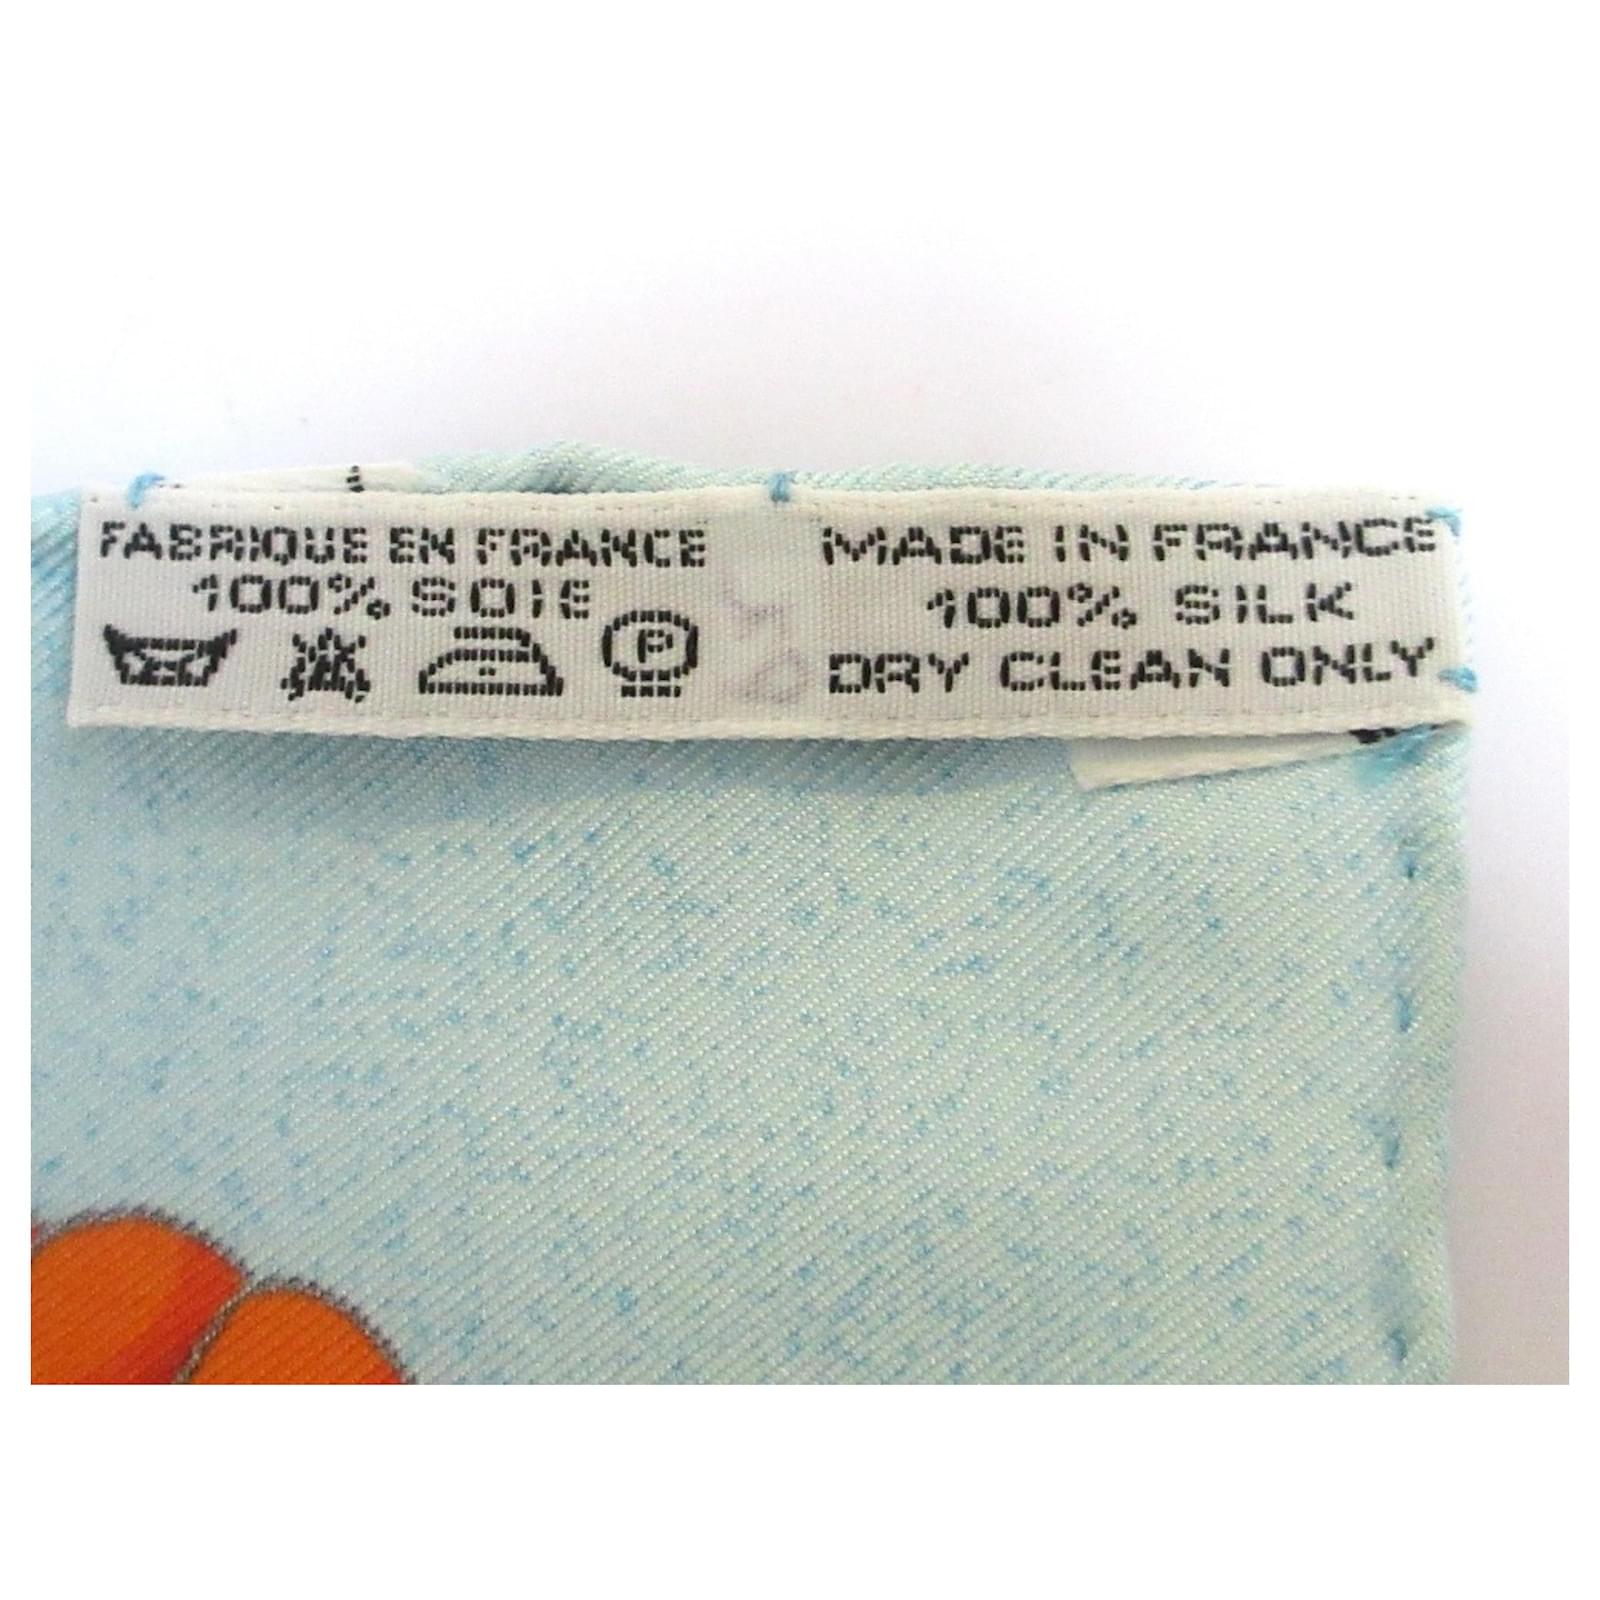 FABRIQUE EN FRANCE
100% SOIE
P
MADE IN FRANCE
100% SILK
DRY CLEAN ONLY